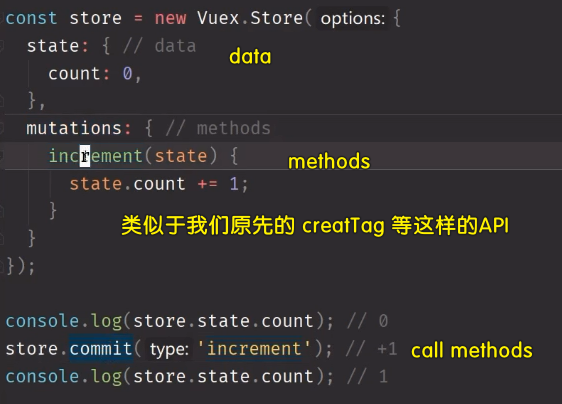 const store = new Vuex.Store( options: {
state: { // data
data
count: 0,
},
mutations: { // methods
increment(state) {
methods
state.count += 1;
}
类似于我们原先的 creatTag 等这样的API
}
});
console.log(store.state.count); // 0
store.commit( type: 'increment'); // +1
call methods
console.log(store.state.count); // 1